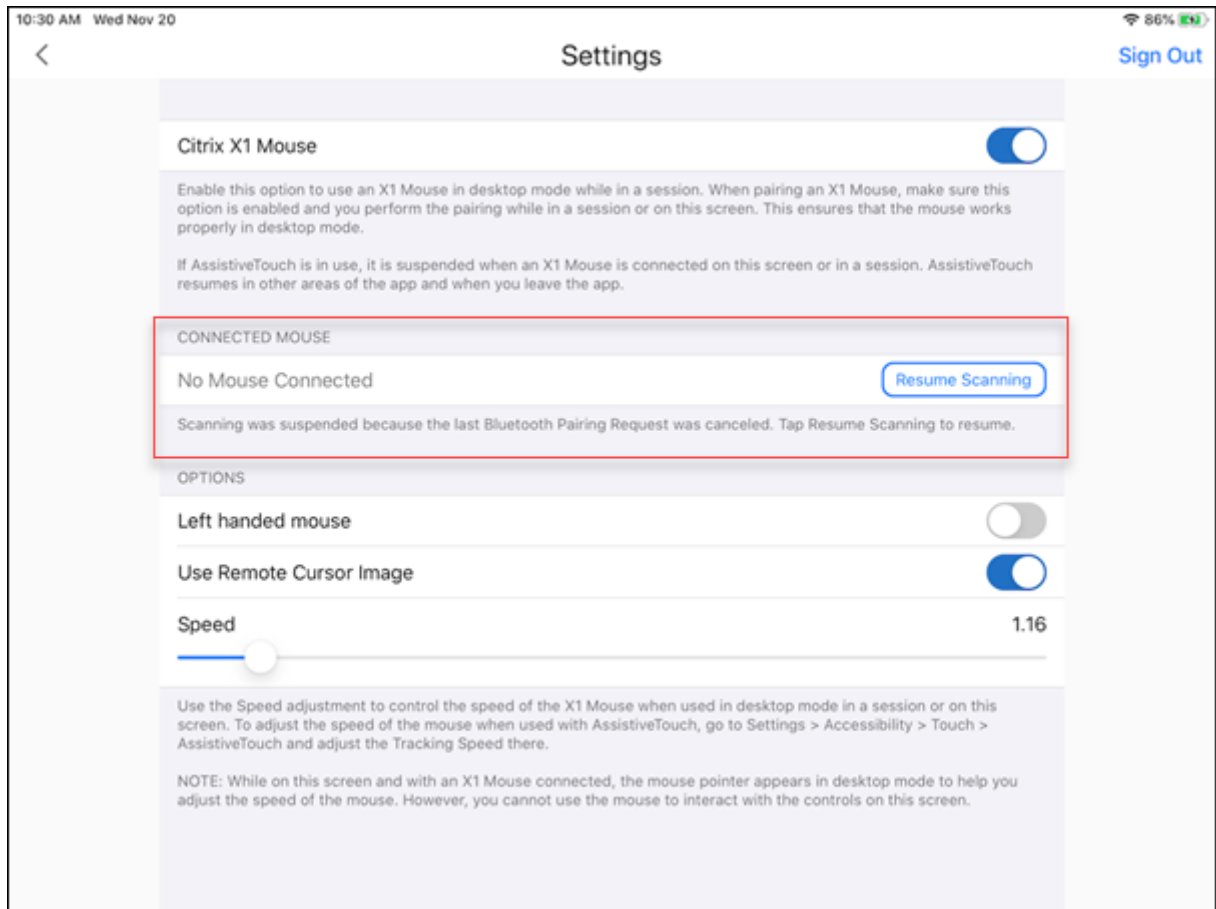 10:30 AM Wed Nov 20
86%
Settings
Sign Out
Citrix X1 Mouse
Enable this option to use an X1 Mouse in desktop mode while in a session. When pairing an X1 Mouse, make sure this
option is enabled and you perform the pairing while in a session or on this screen. This ensures that the mouse works
properly in desktop mode.
If AssistiveTouch is in use, it is suspended when an X1 Mouse is connected on this screen or in a session. AssistiveTouch
resumes in other areas of the app and when you leave the app.
CONNECTED MOUSE
No Mouse Connected
Resume Scanning
Scanning was suspended because the last Bluetooth Pairing Request was canceled. Tap Resume Scanning to resume.
OPTIONS
Left handed mouse
Use Remote Cursor Image
Speed
1.16
Use the Speed adjustment to control the speed of the X1 Mouse when used in desktop mode in a session or on this
screen. To adjust the speed of the mouse when used with AssistiveTouch, go to Settings > Accessibility > Touch >
AssistiveTouch and adjust the Tracking Speed there.
NOTE: While on this screen and with an X1 Mouse connected, the mouse pointer appears in desktop mode to help you
adjust the speed of the mouse. However, you cannot use the mouse to interact with the controls on this screen.